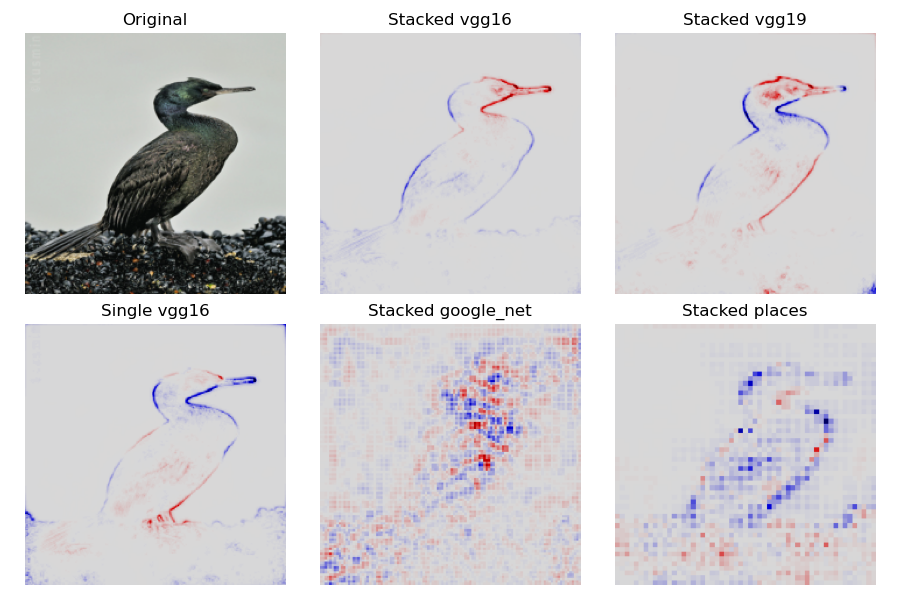 Original
Stacked vgg16
Stacked vgg19
Single vgg16
Stacked google_net
Stacked places